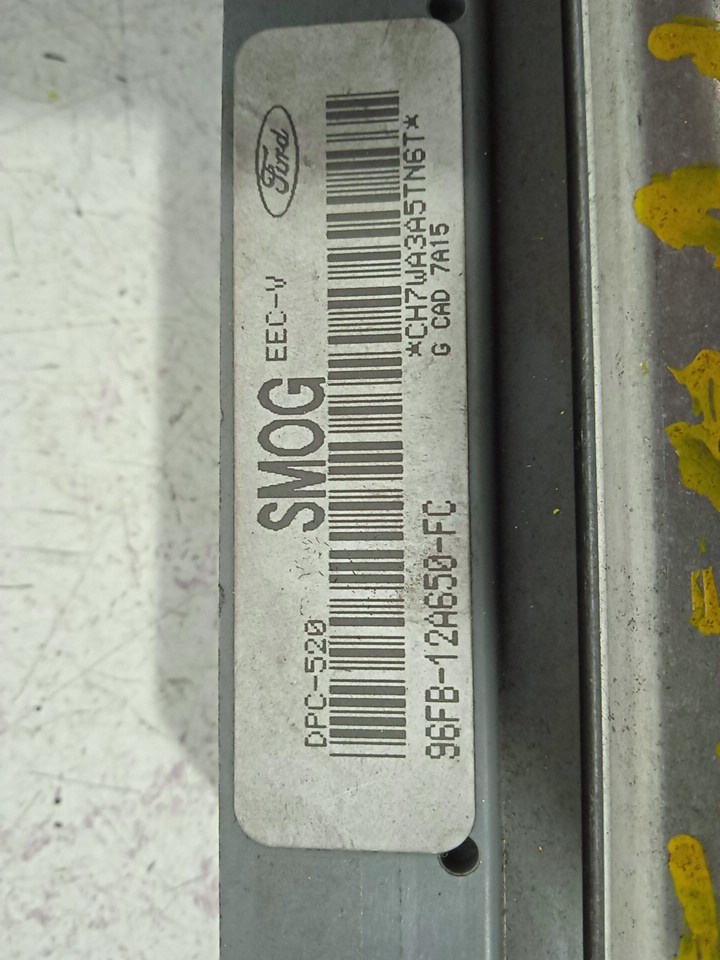 DPC-520
SMOG
EEC-V
Ford
*CH7WA3A5TN6T*
96FB-12A650-FC
G CAD 7A15